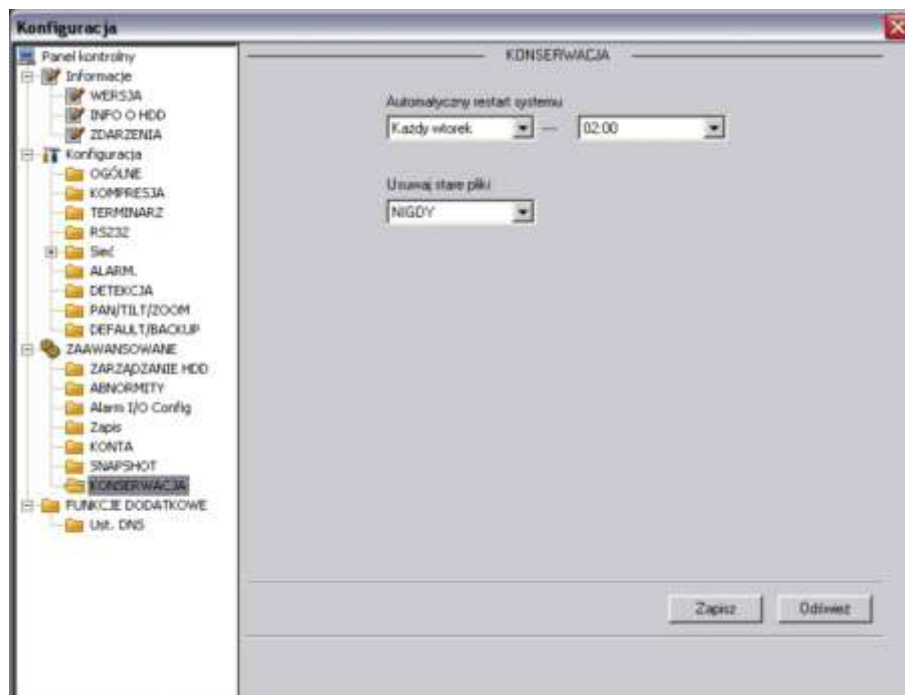 Konfiguracja
Panel kontrolny
Informacje
WERSJA
INFO O HDD
ZDARZENIA
Konfiguracja
OGÓLNE
KOMPRESJA
TERMINARZ
RS232
Sieć
ALARM.
DETEKCJA
PAN/TILT/ZOOM
DEFAULT/BACKUP
ZAAWANSOWANE
ZARZĄDZANIE HDD
ABNORMITY
Alarm I/O Config
Zapis
KONTA
SNAPSHOT
KONSERWACJA
FUNKCJE DODATKOWE
Ust. DNS
KONSERWACJA
Automatyczny restart systemu
Każdy wtorek — 02:00
Usuwaj stare pliki
NIGDY
Zapisz Odśwież